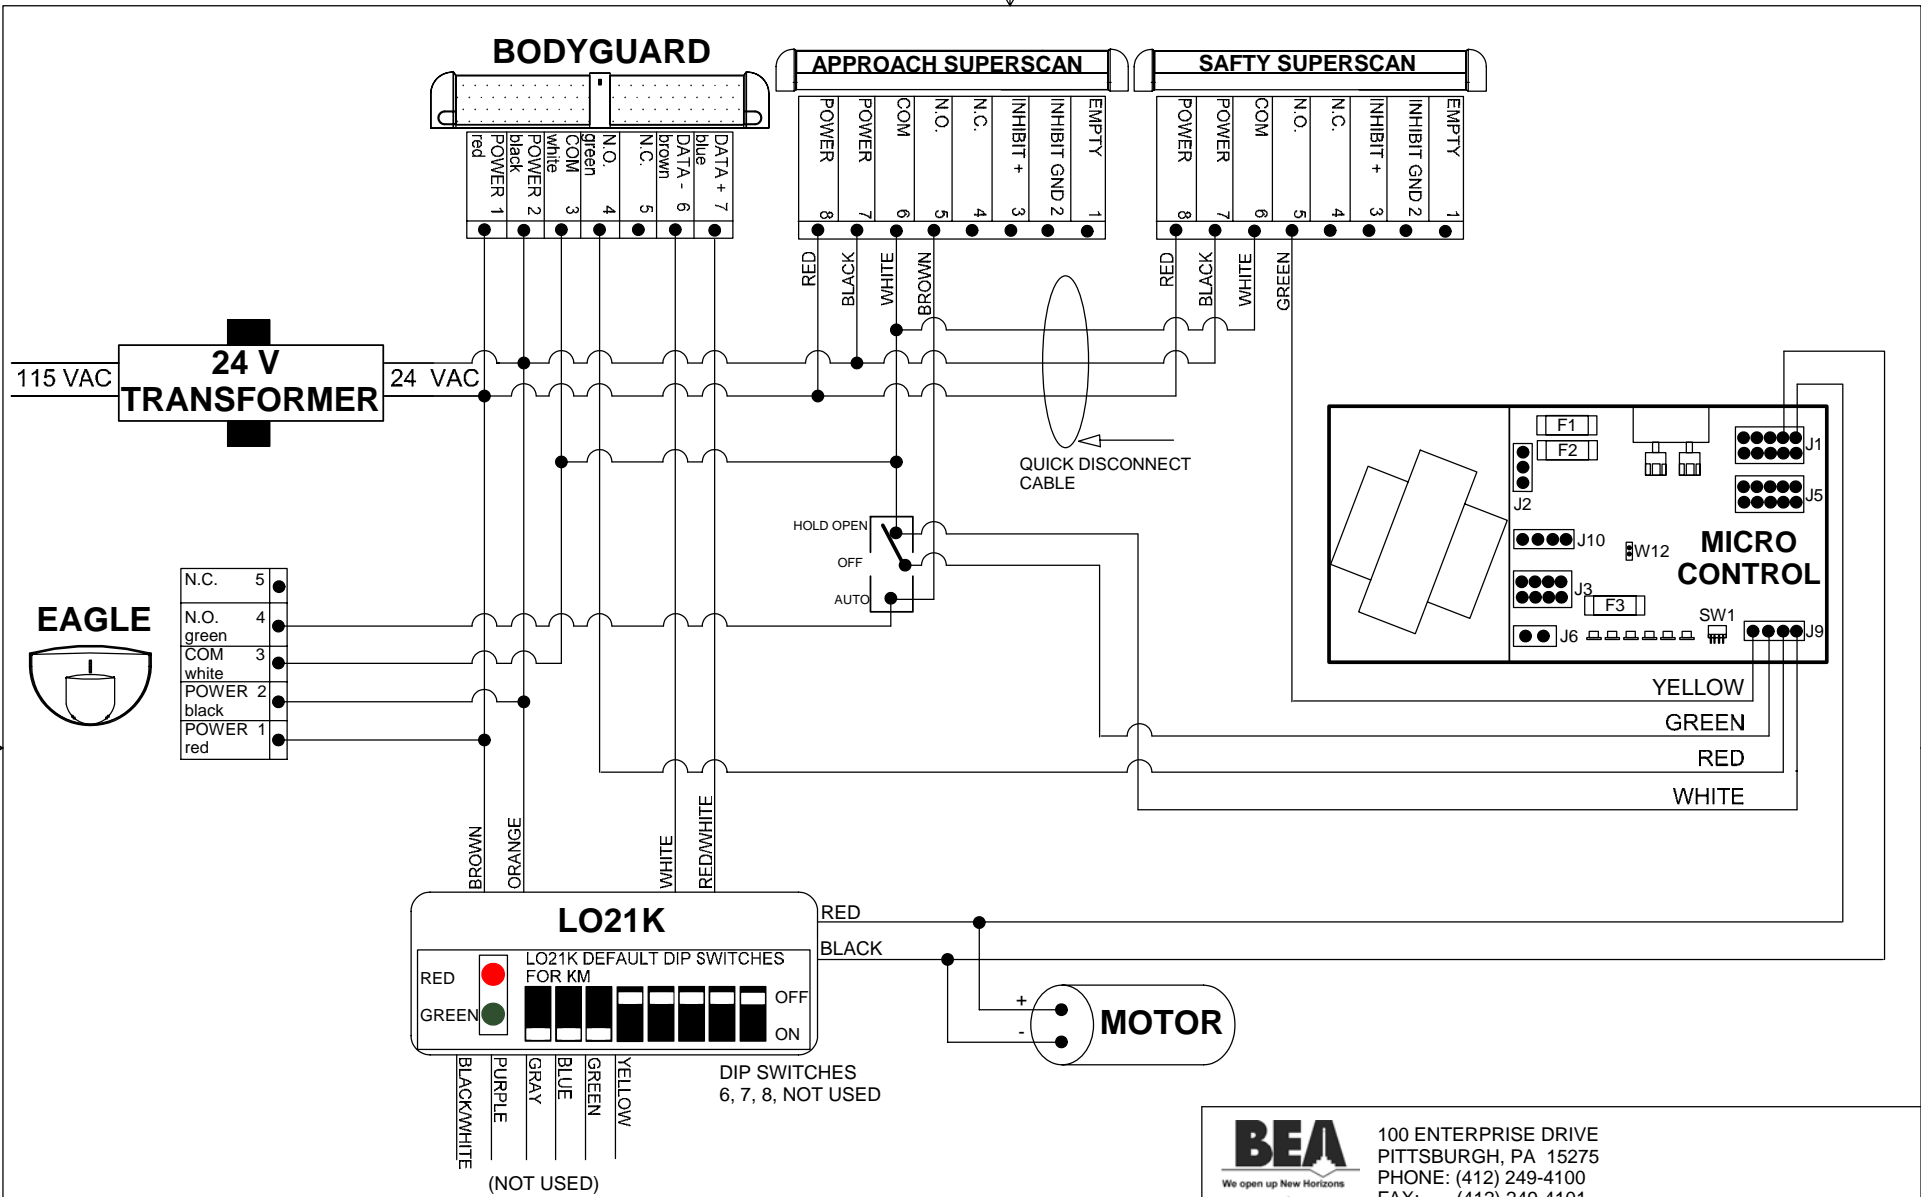 BODYGUARD
APPROACH SUPERSCAN
SAFTY SUPERSCAN
POWER 1
red
POWER 2
black
COM 3
white
N.O. 4
green
N.C. 5
DATA - 6
brown
DATA + 7
blue
POWER 8
POWER 7
COM 6
N.O. 5
N.C. 4
INHIBIT + 3
INHIBIT GND 2
EMPTY 1
POWER 8
POWER 7
COM 6
N.O. 5
N.C. 4
INHIBIT + 3
INHIBIT GND 2
EMPTY 1
RED
BLACK
WHITE
BROWN
RED
BLACK
WHITE
GREEN
115 VAC
24 V
TRANSFORMER
24 VAC
QUICK DISCONNECT
CABLE
HOLD OPEN
OFF
AUTO
F1
F2
J1
J2
J5
J10
W12
MICRO
CONTROL
J3
F3
SW1
J6
J9
EAGLE
N.C. 5
N.O. 4
green
COM 3
white
POWER 2
black
POWER 1
red
YELLOW
GREEN
RED
WHITE
BROWN
ORANGE
WHITE
RED/WHITE
LO21K
RED
BLACK
LO21K DEFAULT DIP SWITCHES
FOR KM
RED
GREEN
OFF
ON
+
-
MOTOR
BLACK/WHITE
PURPLE
GRAY
BLUE
GREEN
YELLOW
DIP SWITCHES
6, 7, 8, NOT USED
(NOT USED)
BEA
We open up New Horizons
100 ENTERPRISE DRIVE
PITTSBURGH, PA 15275
PHONE: (412) 249-4100
FAX: (412) 249-4101